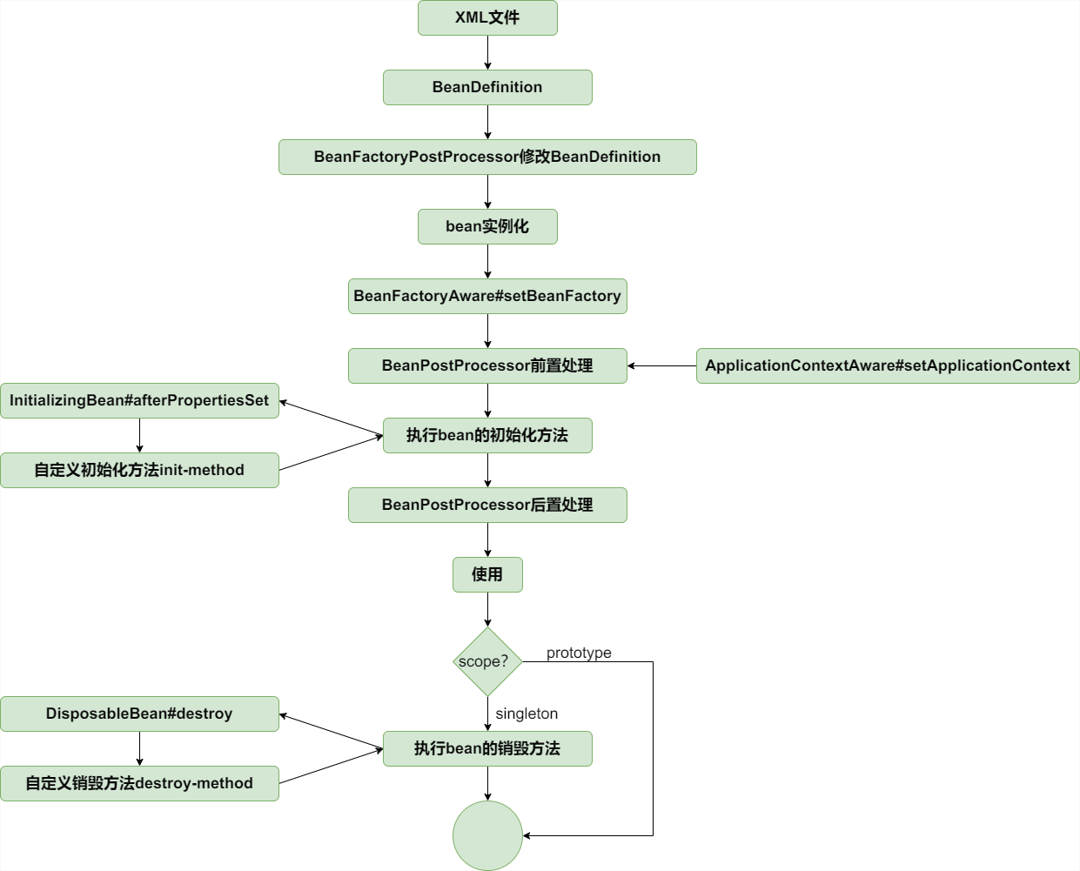 XML文件
BeanDefinition
BeanFactoryPostProcessor修改BeanDefinition
bean实例化
BeanFactoryAware#setBeanFactory
BeanPostProcessor前置处理
ApplicationContextAware#setApplicationContext
InitializingBean#afterPropertiesSet
执行bean的初始化方法
自定义初始化方法init-method
BeanPostProcessor后置处理
使用
scope?
prototype
singleton
DisposableBean#destroy
执行bean的销毁方法
自定义销毁方法destroy-method